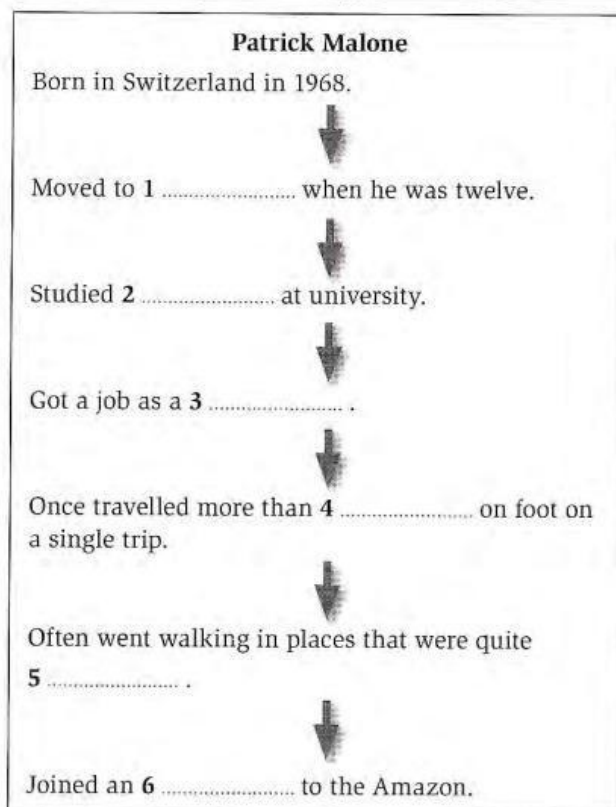 Patrick Malone
Born in Switzerland in 1968.
Moved to 1 ........................ when he was twelve.
Studied 2 ........................ at university.
Got a job as a 3 ........................ .
Once travelled more than 4 ........................ on foot on
a single trip.
Often went walking in places that were quite
5 ........................ .
Joined an 6 ........................ to the Amazon.